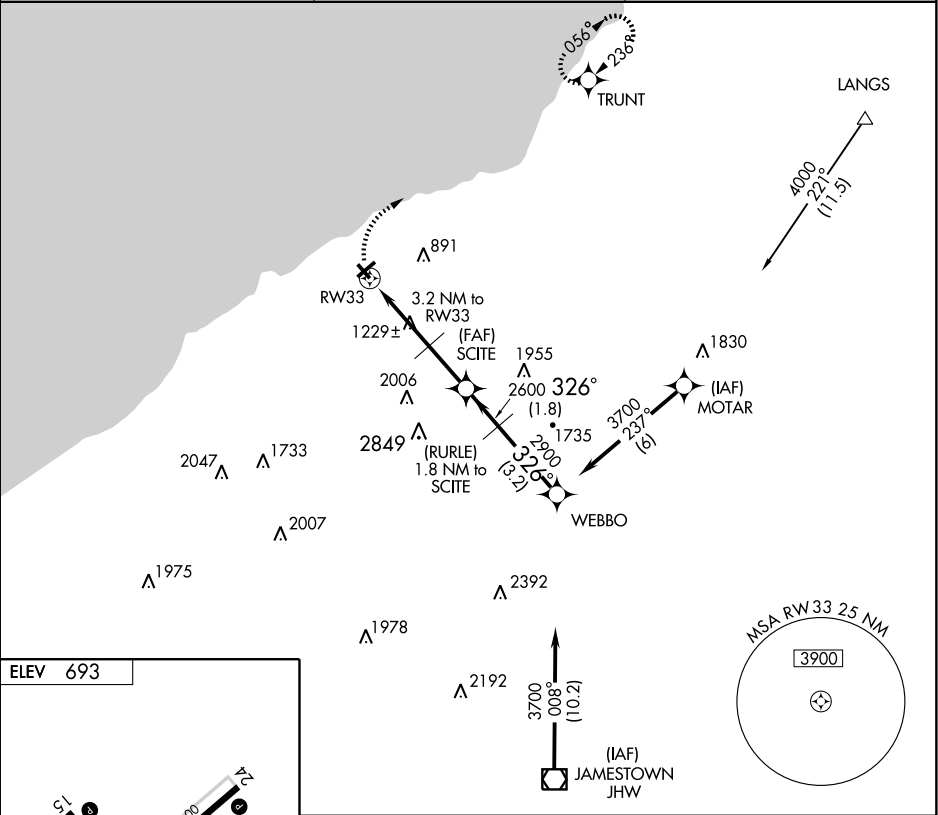 056°
236°
TRUNT
LANGS
4000
221°
(11.5)
891
RW33
3.2 NM to
RW33
1229±
(FAF)
SCITE
1955
1830
2006
2600 326°
(1.8)
(IAF)
MOTAR
3700
237°
(6)
2849
1735
(RURLE)
1.8 NM to
SCITE
2900
326°
(3.2)
2047
1733
WEBBO
2007
1975
2392
1978
MSA RW33 25 NM
3900
ELEV 693
2192
3700
008°
(10.2)
(IAF)
JAMESTOWN
JHW
15
P
24
P